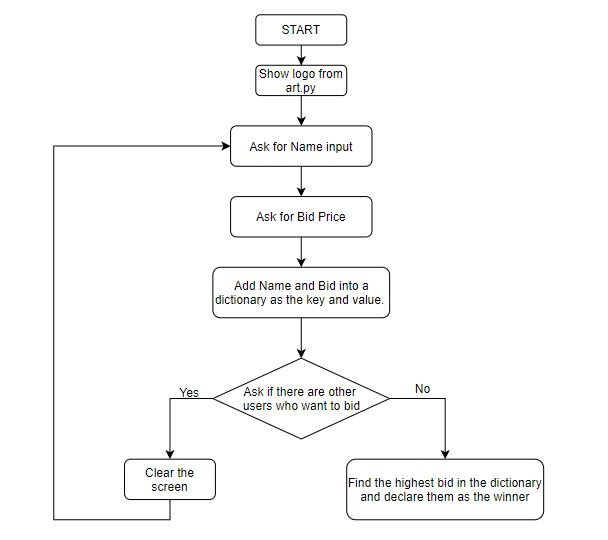 START
Show logo from
art.py
Ask for Name input
Ask for Bid Price
Add Name and Bid into a
dictionary as the key and value.
Ask if there are other
users who want to bid
Yes
No
Clear the
screen
Find the highest bid in the dictionary
and declare them as the winner